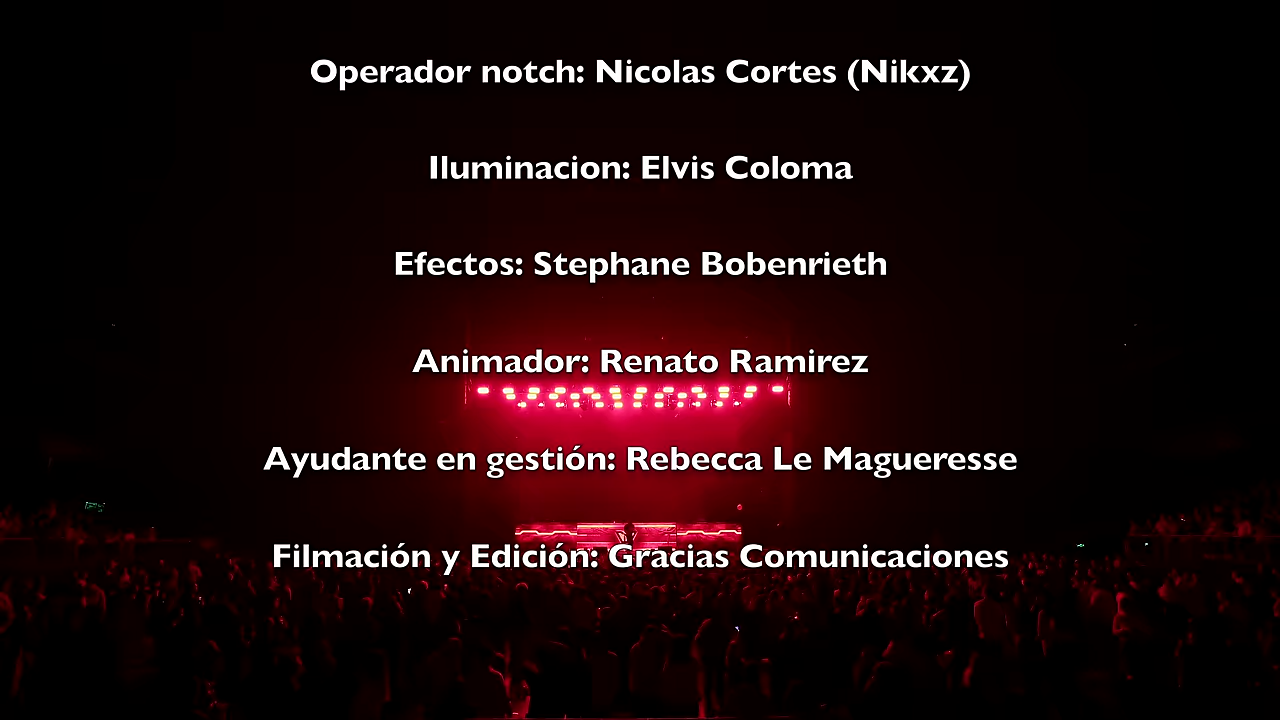 Operador notch: Nicolas Cortes (Nikxz)
Iluminacion: Elvis Coloma
Efectos: Stephane Bobenrieth
Animador: Renato Ramirez
Ayudante en gestión: Rebecca Le Magueresse
Filmación y Edición: Gracias Comunicaciones